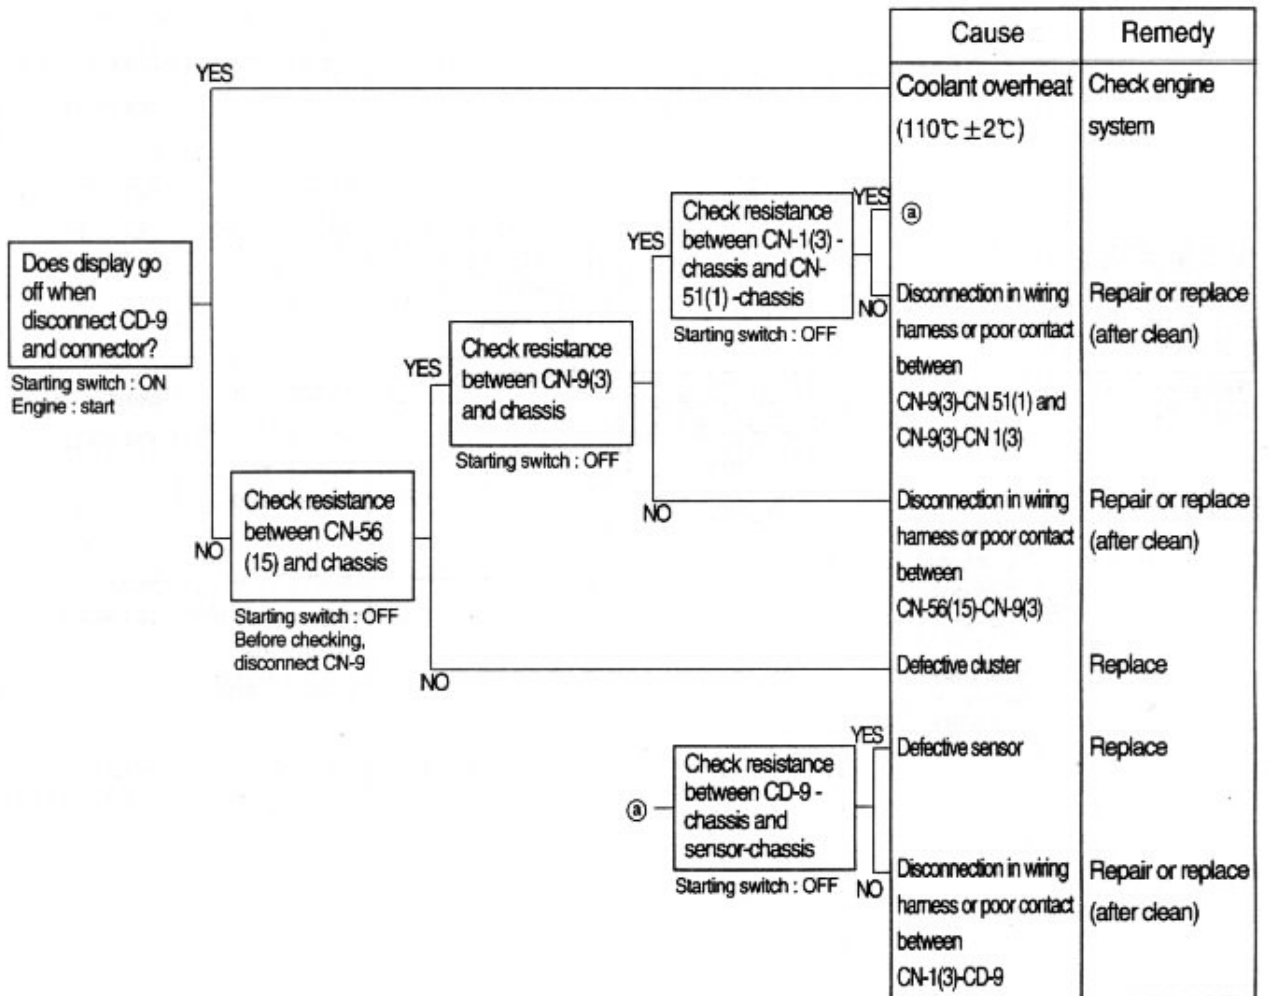 Cause
Remedy
YES
Coolant overheat
(110℃ ±2℃)
Check engine
system
Does display go
off when
disconnect CD-9
and connector?
Starting switch : ON
Engine : start
NO
Check resistance
between CN-56
(15) and chassis
Starting switch : OFF
Before checking,
disconnect CN-9
YES
Check resistance
between CN-9(3)
and chassis
Starting switch : OFF
YES
Check resistance
between CN-1(3) -
chassis and CN-
51(1) -chassis
Starting switch : OFF
YES
ⓐ
NO
Disconnection in wiring
harness or poor contact
between
CN-9(3)-CN 51(1) and
CN-9(3)-CN 1(3)
Repair or replace
(after clean)
NO
Disconnection in wiring
harness or poor contact
between
CN-56(15)-CN-9(3)
Repair or replace
(after clean)
NO
Defective cluster
Replace
ⓐ
Check resistance
between CD-9 -
chassis and
sensor-chassis
Starting switch : OFF
YES
Defective sensor
Replace
NO
Disconnection in wiring
harness or poor contact
between
CN-1(3)-CD-9
Repair or replace
(after clean)